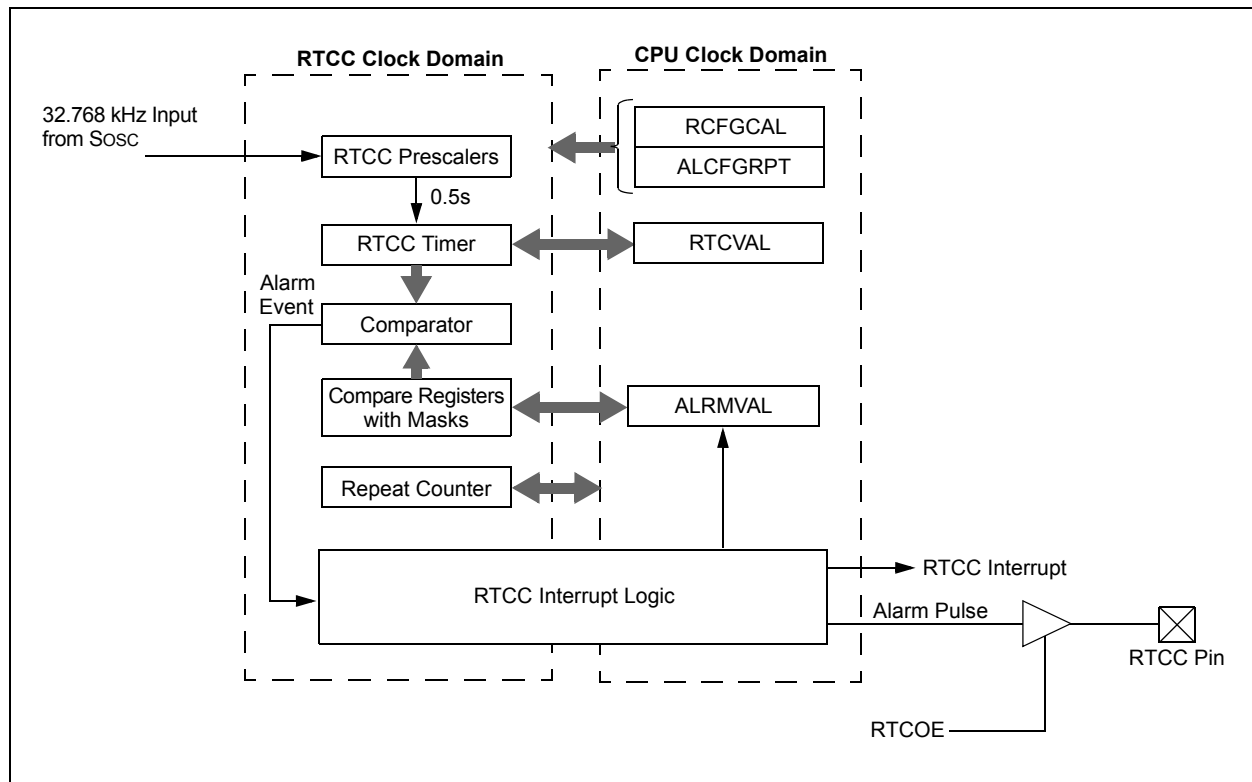 RTCC Clock Domain
CPU Clock Domain
32.768 kHz Input
from SOSC
RCFGCAL
RTCC Prescalers
ALCFGRPT
0.5s
RTCC Timer
RTCVAL
Alarm
Event
Comparator
Compare Registers
with Masks
ALRMVAL
Repeat Counter
RTCC Interrupt Logic
RTCC Interrupt
Alarm Pulse
RTCC Pin
RTCOE